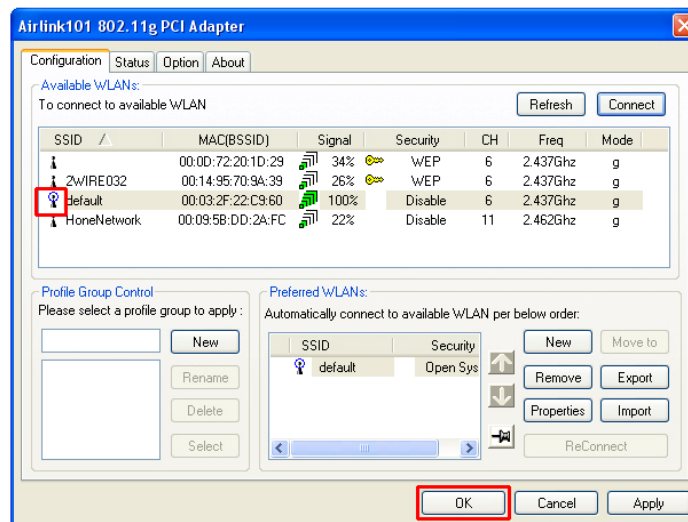 Airlink101 802.11g PCI Adapter
Configuration Status Option About
Available WLANs:
To connect to available WLAN Refresh Connect
SSID MAC(BSSID) Signal Security CH Freq Mode
00:0D:72:20:1D:29 34% WEP 6 2.437Ghz g
2WIRE032 00:14:95:70:9A:39 26% WEP 6 2.437Ghz g
default 00:03:2F:22:C9:60 100% Disable 6 2.437Ghz g
HoneNetwork 00:09:5B:DD:2A:FC 22% Disable 11 2.462Ghz g
Profile Group Control
Please select a profile group to apply :
New
Rename
Delete
Select
Preferred WLANs:
Automatically connect to available WLAN per below order:
SSID Security
default Open Sys
New Move to
Remove Export
Properties Import
ReConnect
OK Cancel Apply